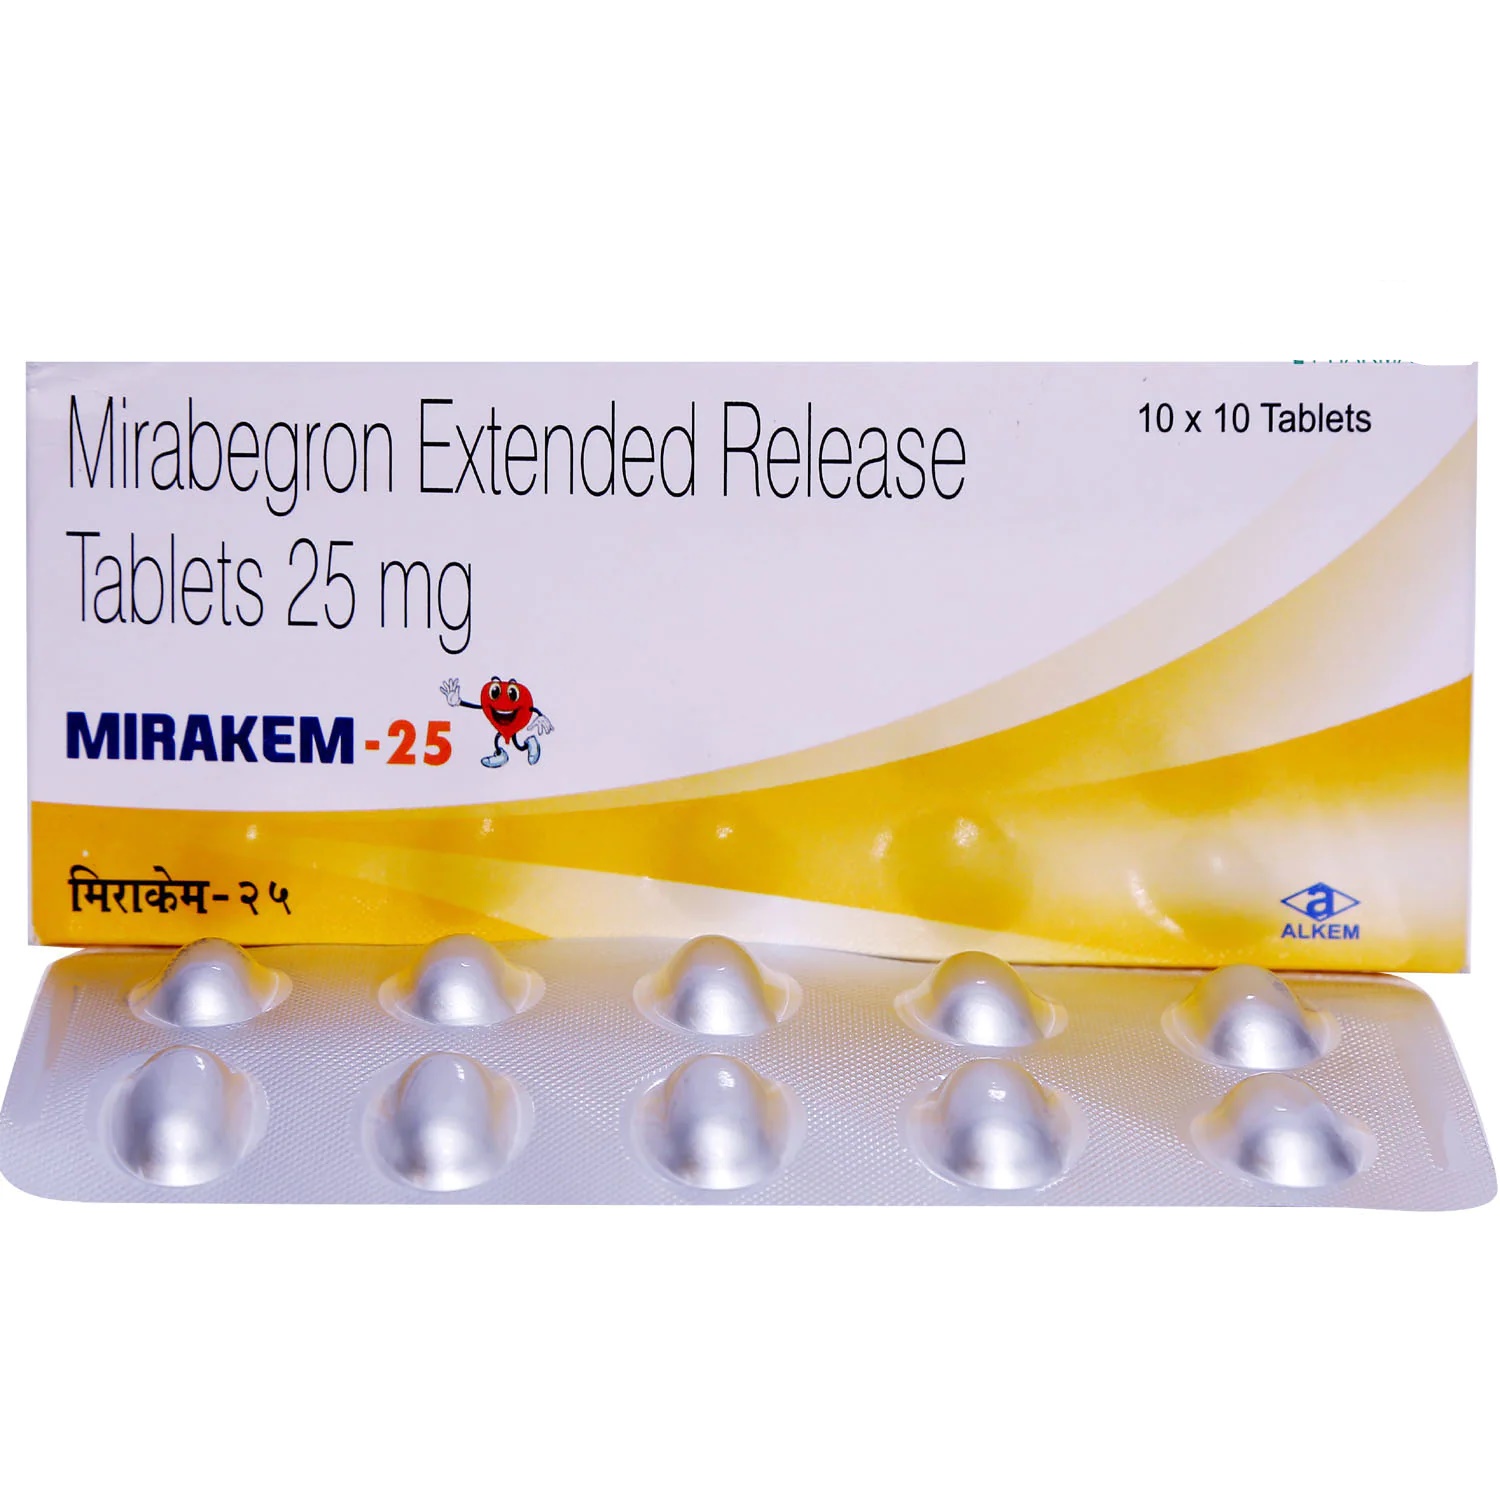 Mirabegron Extended Release
Tablets 25 mg
10 x 10 Tablets
MIRAKEM-25
मिराकेम-२५
a
ALKEM